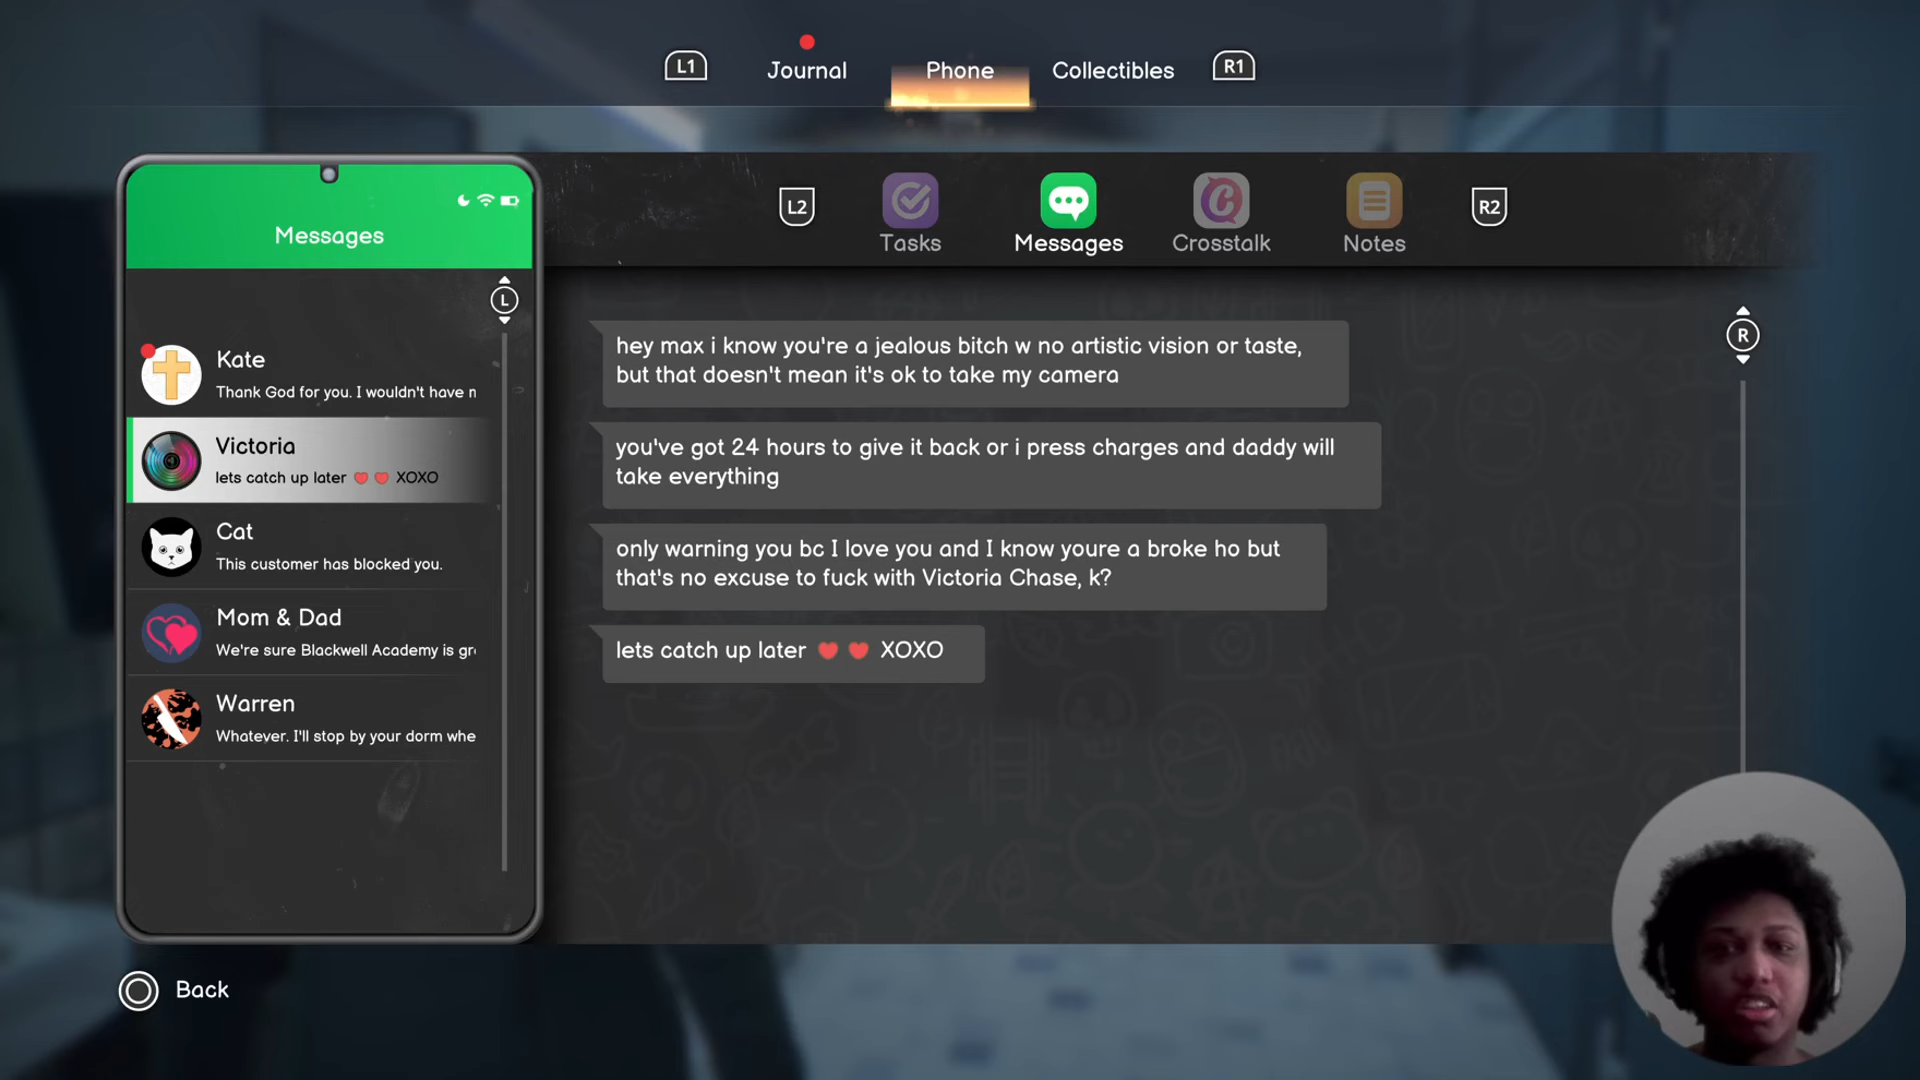 L1
Journal
Phone
Collectibles
R1
Messages
L2
Tasks
Messages
Crosstalk
Notes
R2
L
Kate
Thank God for you. I wouldn't have
Victoria
lets catch up later ❤️ ❤️ XOXO
Cat
This customer has blocked you.
Mom & Dad
We're sure Blackwell Academy is
Warren
Whatever. I'll stop by your dorm
hey max i know you're a jealous bitch w no artistic vision or taste,
but that doesn't mean it's ok to take my camera
you've got 24 hours to give it back or i press charges and daddy will
take everything
only warning you bc I love you and I know youre a broke ho but
that's no excuse to fuck with Victoria Chase, k?
lets catch up later ❤️ ❤️ XOXO
R
Back